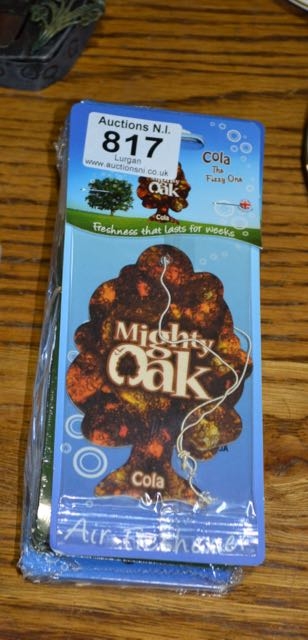 Auctions N.I.
817
Lurgan
www.auctionsni.co.uk
Cola
The
Fizzy One
Oak
Cola
Freshness that lasts for weeks
Mighty
Oak
Cola
Air Freshener